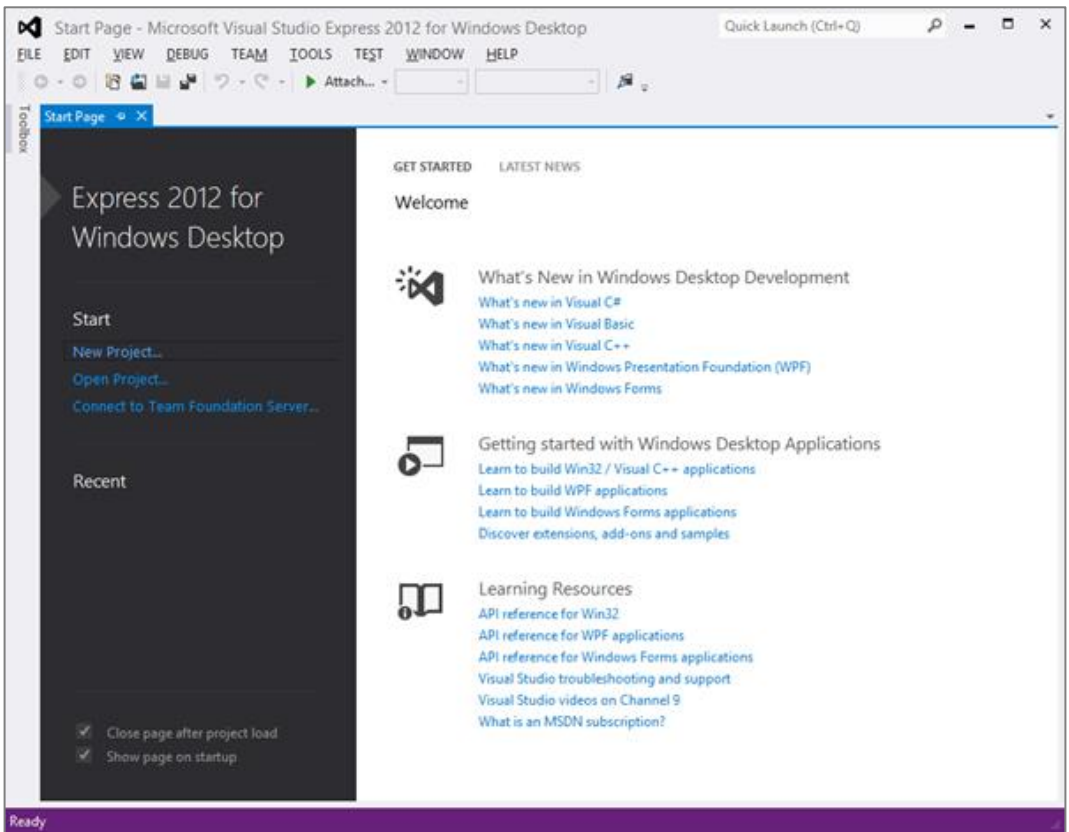 Start Page - Microsoft Visual Studio Express 2012 for Windows Desktop
Quick Launch (Ctrl+Q)
FILE EDIT VIEW DEBUG TEAM TOOLS TEST WINDOW HELP
Attach...
Toolbox
Start Page
Express 2012 for
Windows Desktop
Start
New Project...
Open Project...
Connect to Team Foundation Server...
Recent
Close page after project load
Show page on startup
GET STARTED LATEST NEWS
Welcome
What's New in Windows Desktop Development
What's new in Visual C#
What's new in Visual Basic
What's new in Visual C++
What's new in Windows Presentation Foundation (WPF)
What's new in Windows Forms
Getting started with Windows Desktop Applications
Learn to build Win32 / Visual C++ applications
Learn to build WPF applications
Learn to build Windows Forms applications
Discover extensions, add-ons and samples
Learning Resources
API reference for Win32
API reference for WPF applications
API reference for Windows Forms applications
Visual Studio troubleshooting and support
Visual Studio videos on Channel 9
What is an MSDN subscription?
Ready